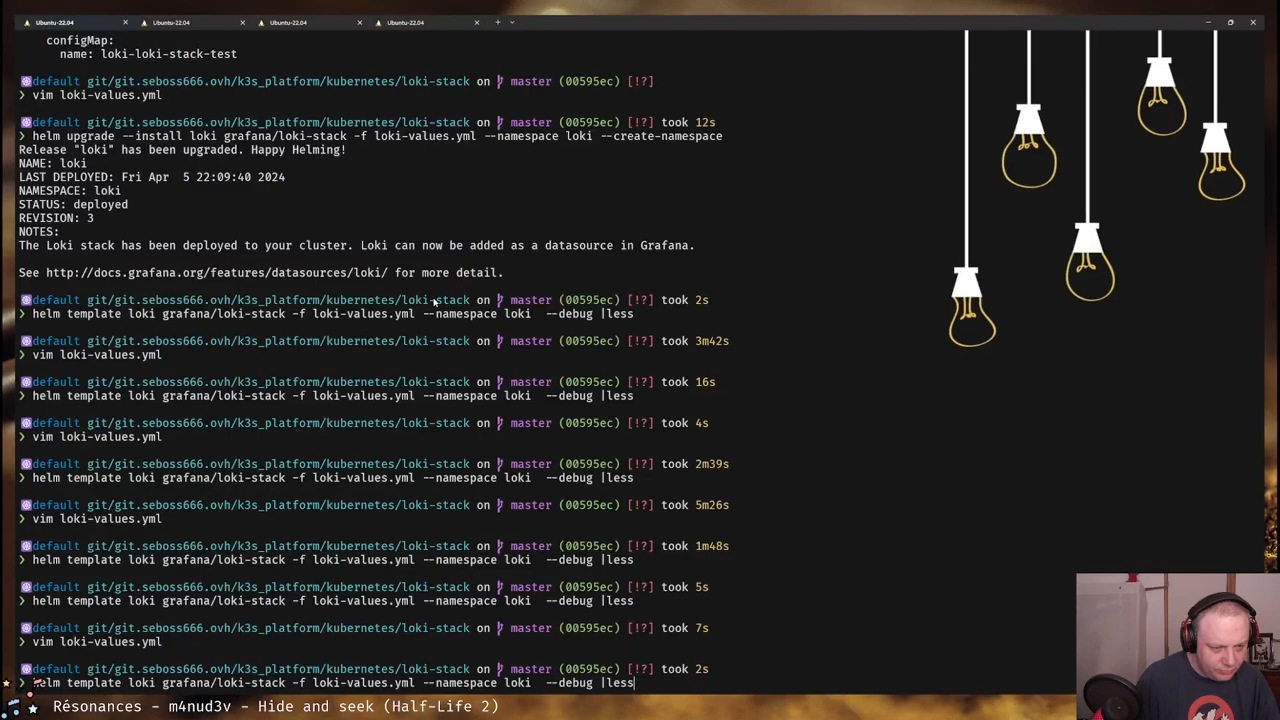 Ubuntu-22.04 Ubuntu-22.04 Ubuntu-22.04 Ubuntu-22.04
configMap:
name: loki-loki-stack-test
default git/git.seboss666.ovh/k3s_platform/kubernetes/loki-stack on master (00595ec) [!?]
❯ vim loki-values.yml
default git/git.seboss666.ovh/k3s_platform/kubernetes/loki-stack on master (00595ec) [!?] took 12s
❯ helm upgrade --install loki grafana/loki-stack -f loki-values.yml --namespace loki --create-namespace
Release "loki" has been upgraded. Happy Helming!
NAME: loki
LAST DEPLOYED: Fri Apr  5 22:09:40 2024
NAMESPACE: loki
STATUS: deployed
REVISION: 3
NOTES:
The Loki stack has been deployed to your cluster. Loki can now be added as a datasource in Grafana.
See http://docs.grafana.org/features/datasources/loki/ for more detail.
default git/git.seboss666.ovh/k3s_platform/kubernetes/loki-stack on master (00595ec) [!?] took 2s
❯ helm template loki grafana/loki-stack -f loki-values.yml --namespace loki  --debug |less
default git/git.seboss666.ovh/k3s_platform/kubernetes/loki-stack on master (00595ec) [!?] took 3m42s
❯ vim loki-values.yml
default git/git.seboss666.ovh/k3s_platform/kubernetes/loki-stack on master (00595ec) [!?] took 16s
❯ helm template loki grafana/loki-stack -f loki-values.yml --namespace loki  --debug |less
default git/git.seboss666.ovh/k3s_platform/kubernetes/loki-stack on master (00595ec) [!?] took 4s
❯ vim loki-values.yml
default git/git.seboss666.ovh/k3s_platform/kubernetes/loki-stack on master (00595ec) [!?] took 2m39s
❯ helm template loki grafana/loki-stack -f loki-values.yml --namespace loki  --debug |less
default git/git.seboss666.ovh/k3s_platform/kubernetes/loki-stack on master (00595ec) [!?] took 5m26s
❯ vim loki-values.yml
default git/git.seboss666.ovh/k3s_platform/kubernetes/loki-stack on master (00595ec) [!?] took 1m48s
❯ helm template loki grafana/loki-stack -f loki-values.yml --namespace loki  --debug |less
default git/git.seboss666.ovh/k3s_platform/kubernetes/loki-stack on master (00595ec) [!?] took 5s
❯ helm template loki grafana/loki-stack -f loki-values.yml --namespace loki  --debug |less
default git/git.seboss666.ovh/k3s_platform/kubernetes/loki-stack on master (00595ec) [!?] took 7s
❯ vim loki-values.yml
default git/git.seboss666.ovh/k3s_platform/kubernetes/loki-stack on master (00595ec) [!?] took 2s
❯ helm template loki grafana/loki-stack -f loki-values.yml --namespace loki  --debug |less
Résonances - m4nud3v - Hide and seek (Half-Life 2)